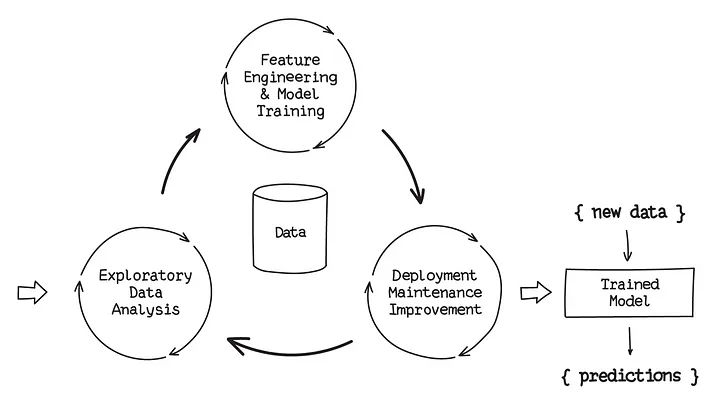 Feature
Engineering
& Model
Training
Data
Exploratory
Data
Analysis
Deployment
Maintenance
Improvement
{ new data }
Trained
Model
{ predictions }